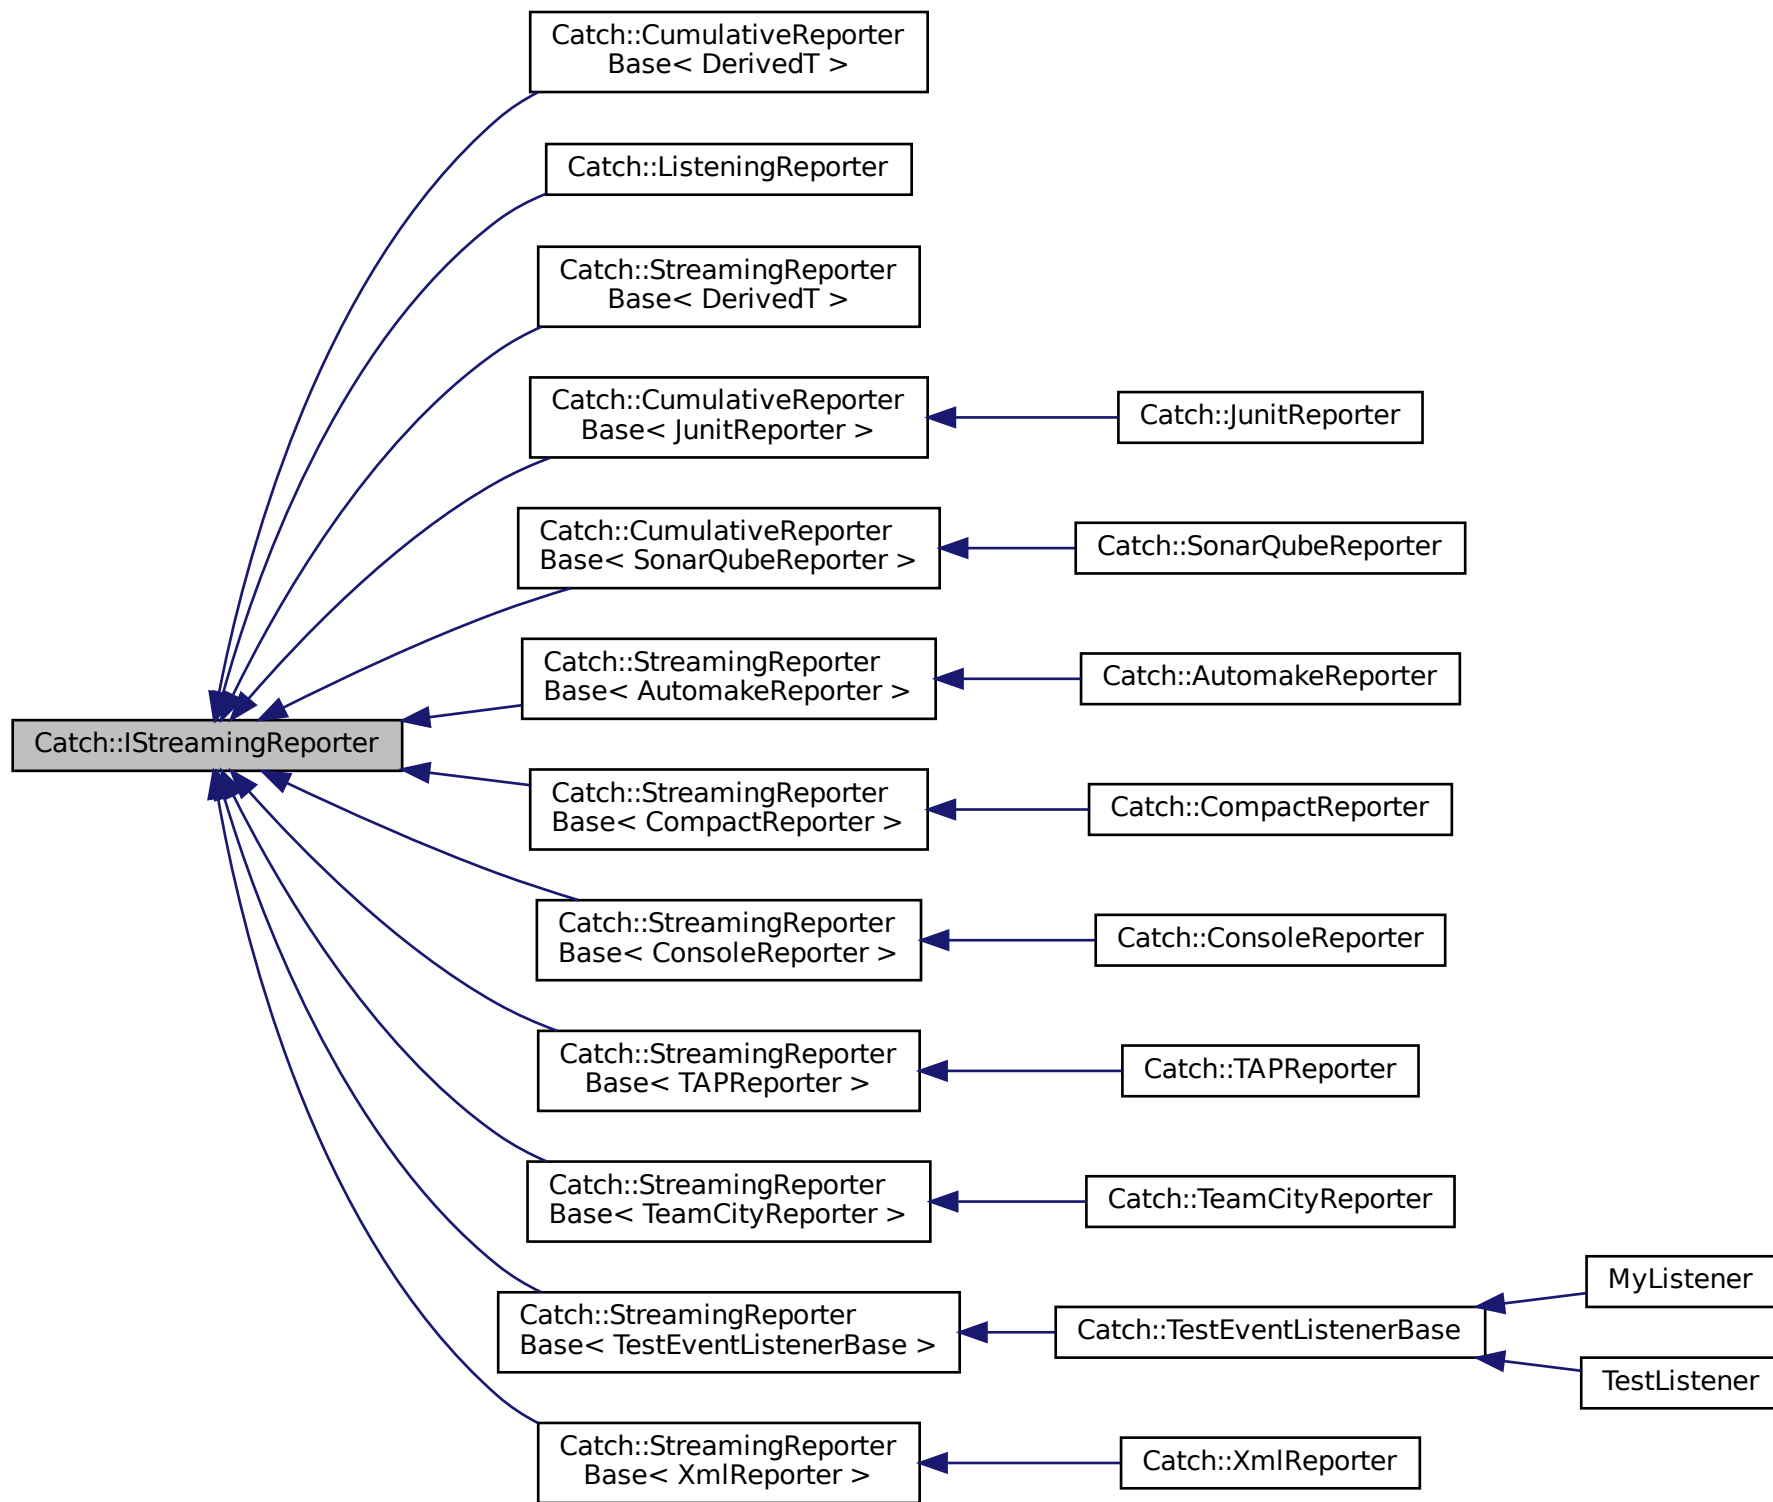 Catch::CumulativeReporter
Base< DerivedT >
Catch::ListeningReporter
Catch::StreamingReporter
Base< DerivedT >
Catch::CumulativeReporter
Base< JunitReporter >
Catch::JunitReporter
Catch::CumulativeReporter
Base< SonarQubeReporter >
Catch::SonarQubeReporter
Catch::StreamingReporter
Base< AutomakeReporter >
Catch::AutomakeReporter
Catch::IStreamingReporter
Catch::StreamingReporter
Base< CompactReporter >
Catch::CompactReporter
Catch::StreamingReporter
Base< ConsoleReporter >
Catch::ConsoleReporter
Catch::StreamingReporter
Base< TAPReporter >
Catch::TAPReporter
Catch::StreamingReporter
Base< TeamCityReporter >
Catch::TeamCityReporter
Catch::StreamingReporter
Base< TestEventListenerBase >
Catch::TestEventListenerBase
MyListener
TestListener
Catch::StreamingReporter
Base< XmlReporter >
Catch::XmlReporter